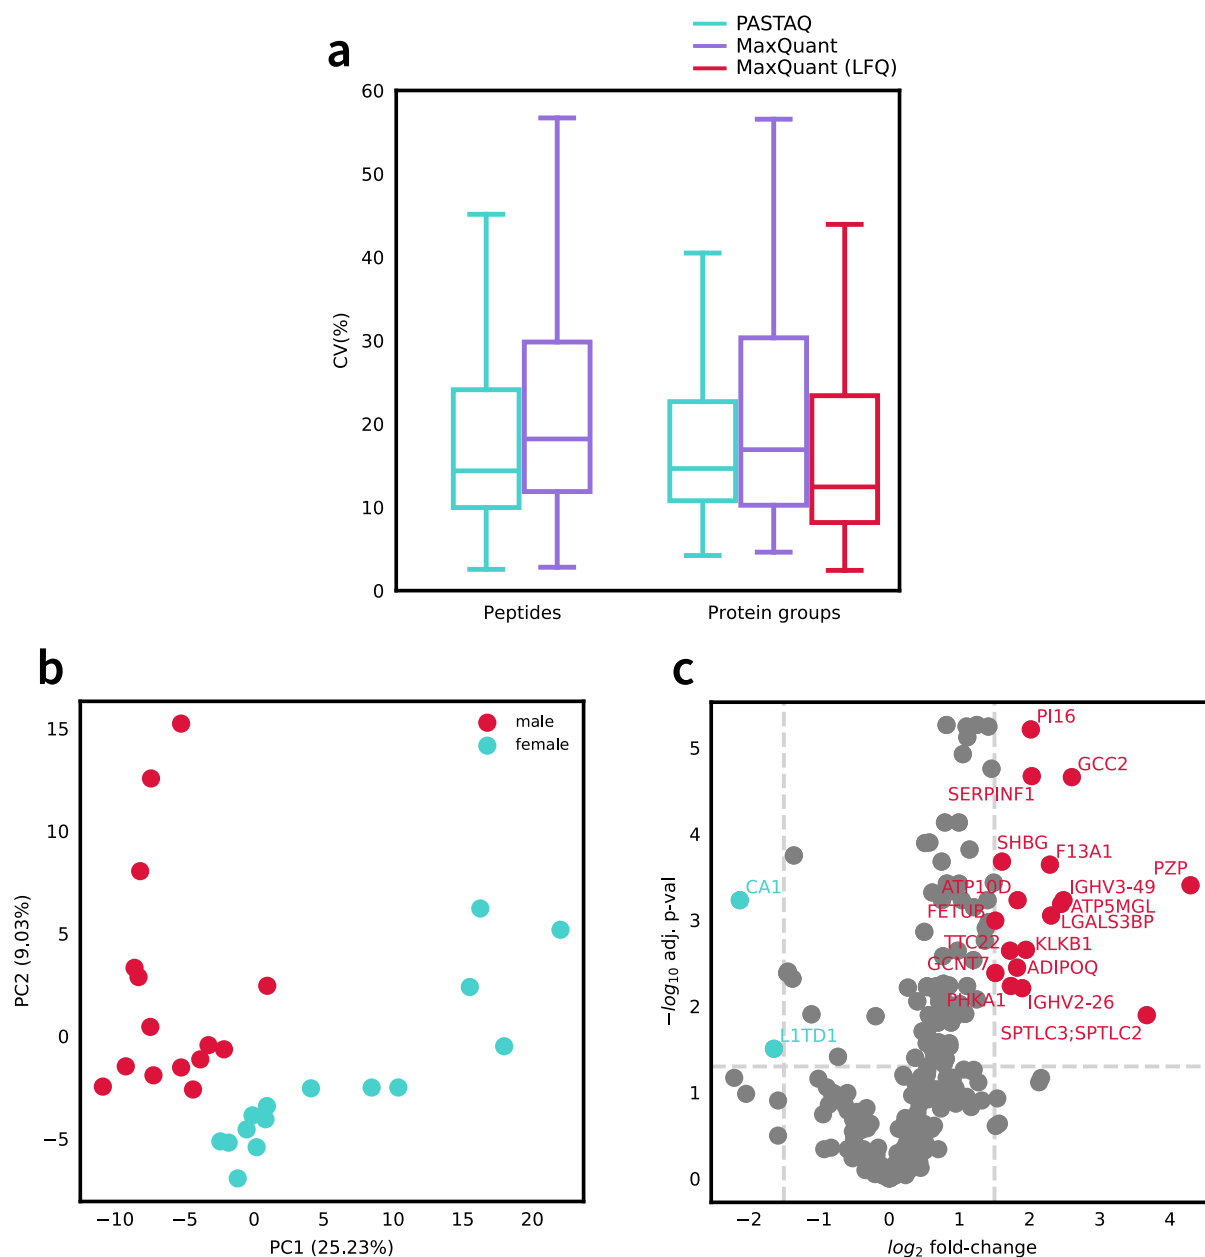 PASTAQ
MaxQuant
MaxQuant (LFQ)
a
60
50
40
30
20
10
0
CV(%)
Peptides
Protein groups
b
male
female
15
10
5
0
−5
PC2 (9.03%)
−10
−5
0
5
10
15
20
PC1 (25.23%)
c
PI16
GCC2
SERPINF1
SHBG
F13A1
PZP
CA1
ATP10D
IGHV3-49
ATP5MGL
FETUB
LGALS3BP
TTC22
KLKB1
GCNT7
ADIPOQ
PHKA1
IGHV2-26
SPTLC3;SPTLC2
L1TD1
5
4
3
2
1
0
−log10 adj. p-val
−2
−1
0
1
2
3
4
log2 fold-change